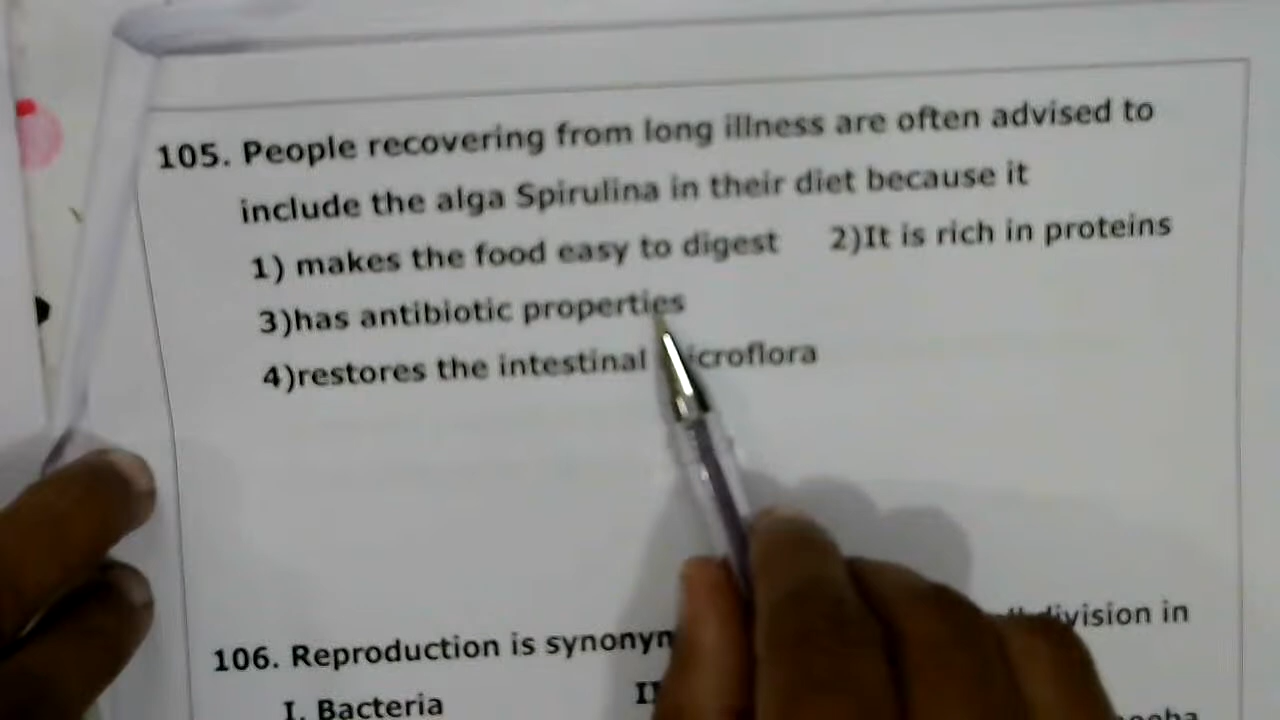 105. People recovering from long illness are often advised to
include the alga Spirulina in their diet because it
1) makes the food easy to digest 2)It is rich in proteins
3)has antibiotic properties
4)restores the intestinal microflora
106. Reproduction is division in
I. Bacteria